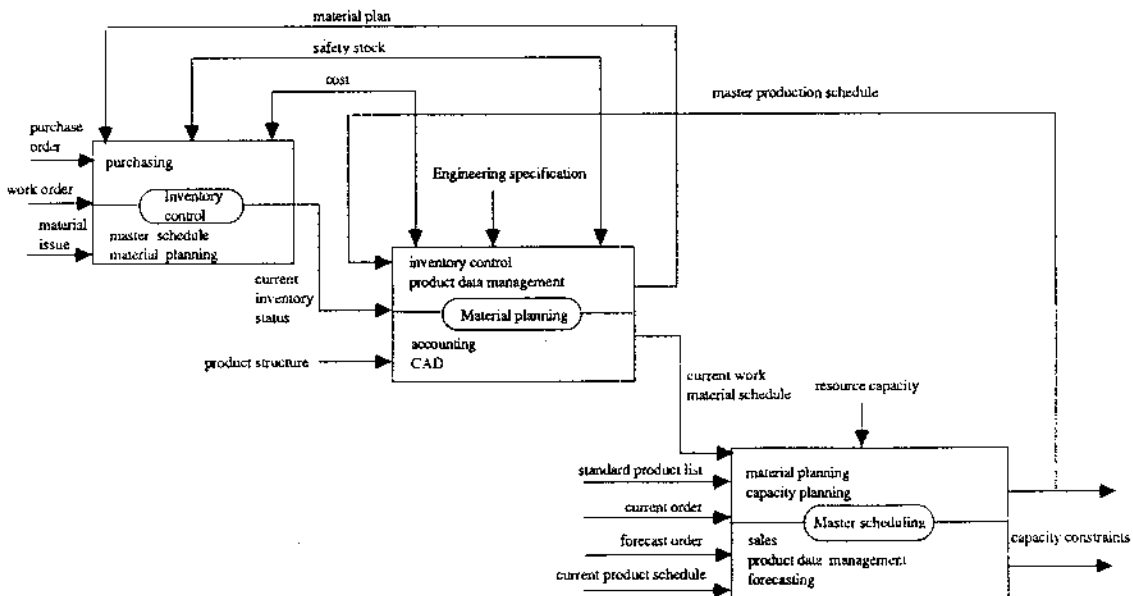 material plan
safety stock
cost
master production schedule
purchase
order
purchasing
Engineering specification
work order
Inventory
control
material
issue
master schedule
material planning
inventory control
product data management
current
inventory
status
Material planning
accounting
CAD
product structure
current work
material schedule
resource capacity
standard product list
material planning
capacity planning
current order
Master scheduling
forecast order
sales
product data management
forecasting
capacity constraints
current product schedule